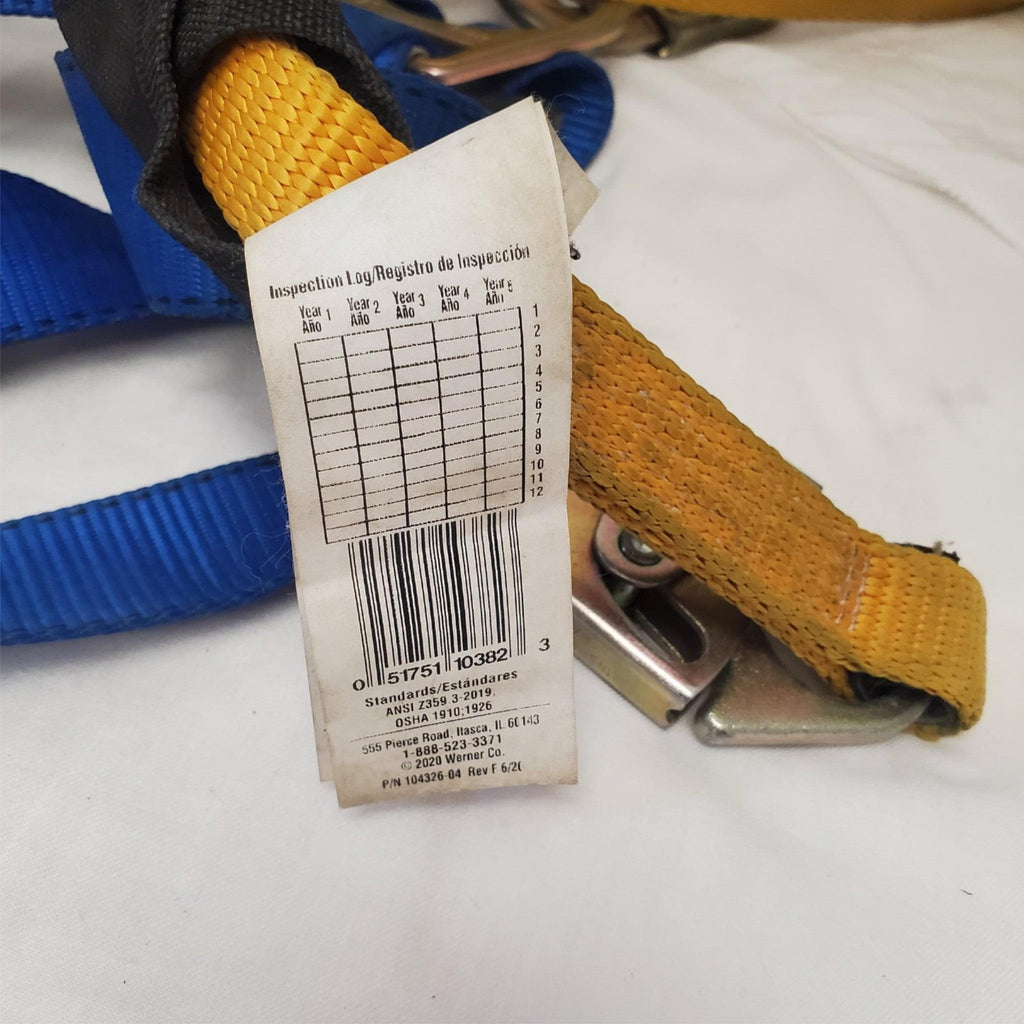 Inspection Log/Registro de Inspección
Year 1 Year 2 Year 3 Year 4 Year 5
Año Año Año Año Año
1
2
3
4
5
6
7
8
9
10
11
12
0 51751 10382 3
Standards/Estándares
ANSI Z359.3-2019.
OSHA 1910;1926
555 Pierce Road, Itasca, IL 60143
1-888-523-3371
© 2020 Werner Co.
P/N 104326-04 Rev F